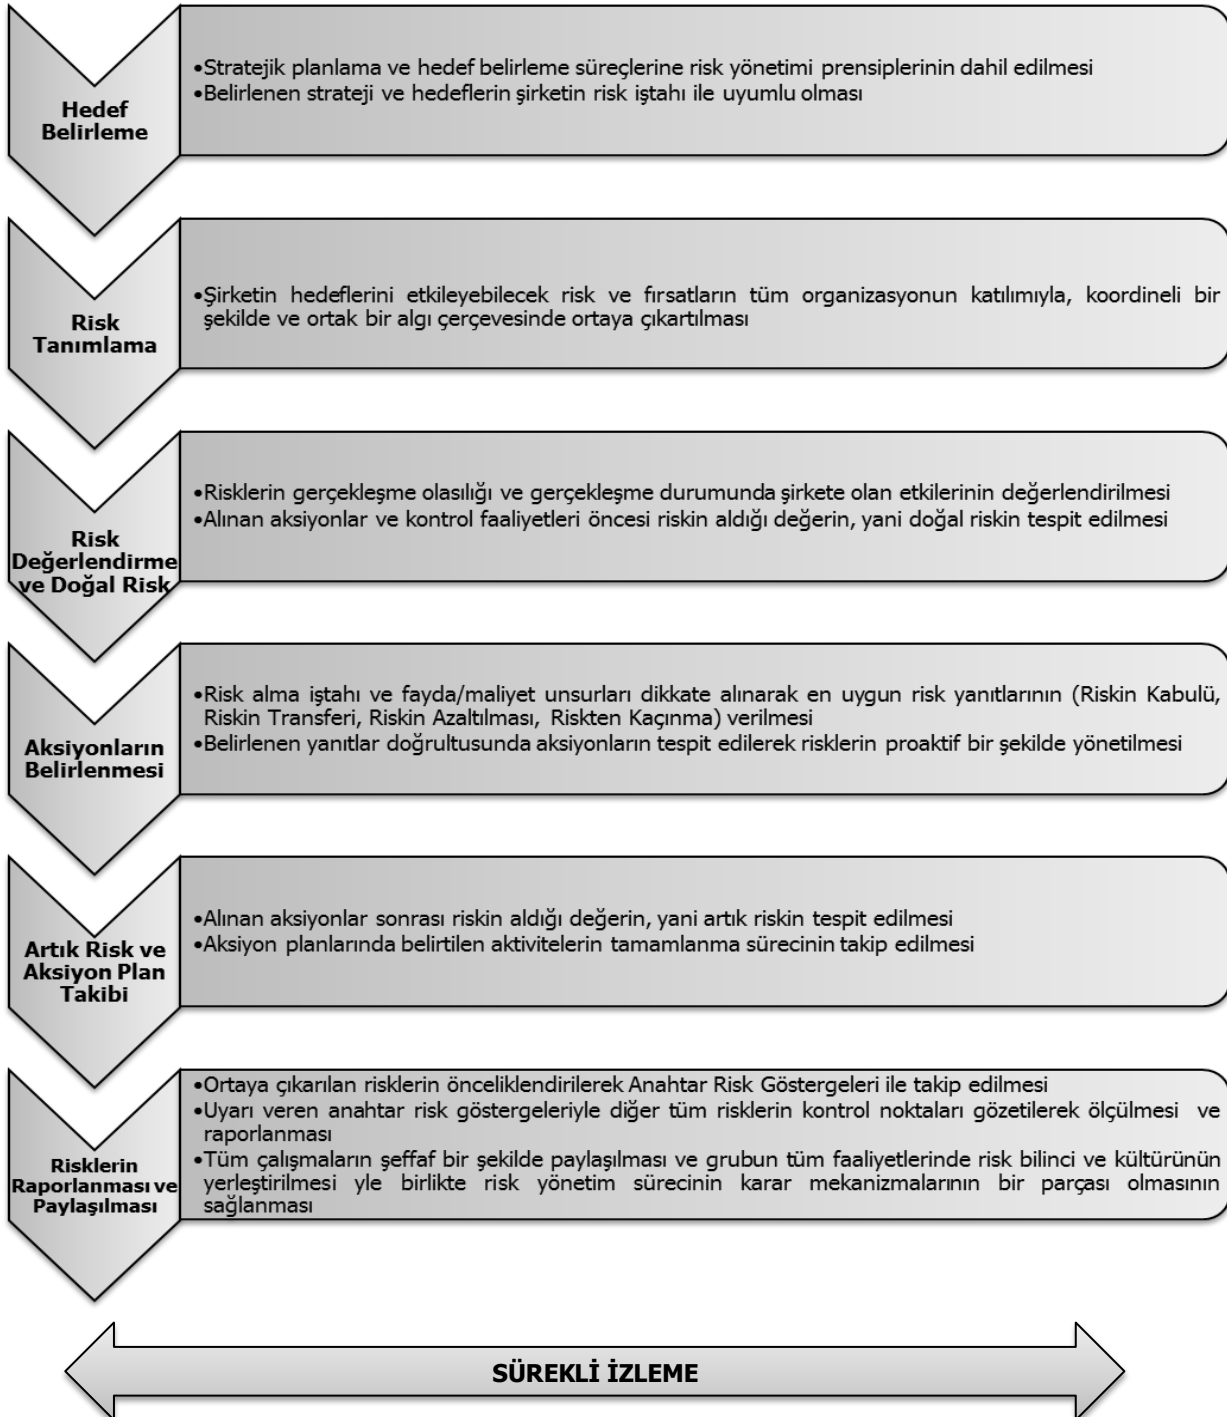 Hedef
Belirleme
•Stratejik planlama ve hedef belirleme süreçlerine risk yönetimi prensiplerinin dahil edilmesi
•Belirlenen strateji ve hedeflerin şirketin risk iştahı ile uyumlu olması
Risk
Tanımlama
•Şirketin hedeflerini etkileyebilecek risk ve fırsatların tüm organizasyonun katılımıyla, koordineli bir
şekilde ve ortak bir algı çerçevesinde ortaya çıkartılması
Risk
Değerlendirme
ve Doğal Risk
•Risklerin gerçekleşme olasılığı ve gerçekleşme durumunda şirkete olan etkilerinin değerlendirilmesi
•Alınan aksiyonlar ve kontrol faaliyetleri öncesi riskin aldığı değerin, yani doğal riskin tespit edilmesi
Aksiyonların
Belirlenmesi
•Risk alma iştahı ve fayda/maliyet unsurları dikkate alınarak en uygun risk yanıtlarının (Riskin Kabulü,
Riskin Transferi, Riskin Azaltılması, Riskten Kaçınma) verilmesi
•Belirlenen yanıtlar doğrultusunda aksiyonların tespit edilerek risklerin proaktif bir şekilde yönetilmesi
Artık Risk ve
Aksiyon Plan
Takibi
•Alınan aksiyonlar sonrası riskin aldığı değerin, yani artık riskin tespit edilmesi
•Aksiyon planlarında belirtilen aktivitelerin tamamlanma sürecinin takip edilmesi
Risklerin
Raporlanması ve
Paylaşılması
•Ortaya çıkarılan risklerin önceliklendirilerek Anahtar Risk Göstergeleri ile takip edilmesi
•Uyarı veren anahtar risk göstergeleriyle diğer tüm risklerin kontrol noktaları gözetilerek ölçülmesi ve
raporlanması
•Tüm çalışmaların şeffaf bir şekilde paylaşılması ve grubun tüm faaliyetlerinde risk bilinci ve kültürünün
yerleştirilmesi yle birlikte risk yönetim sürecinin karar mekanizmalarının bir parçası olmasının
sağlanması
SÜREKLİ İZLEME